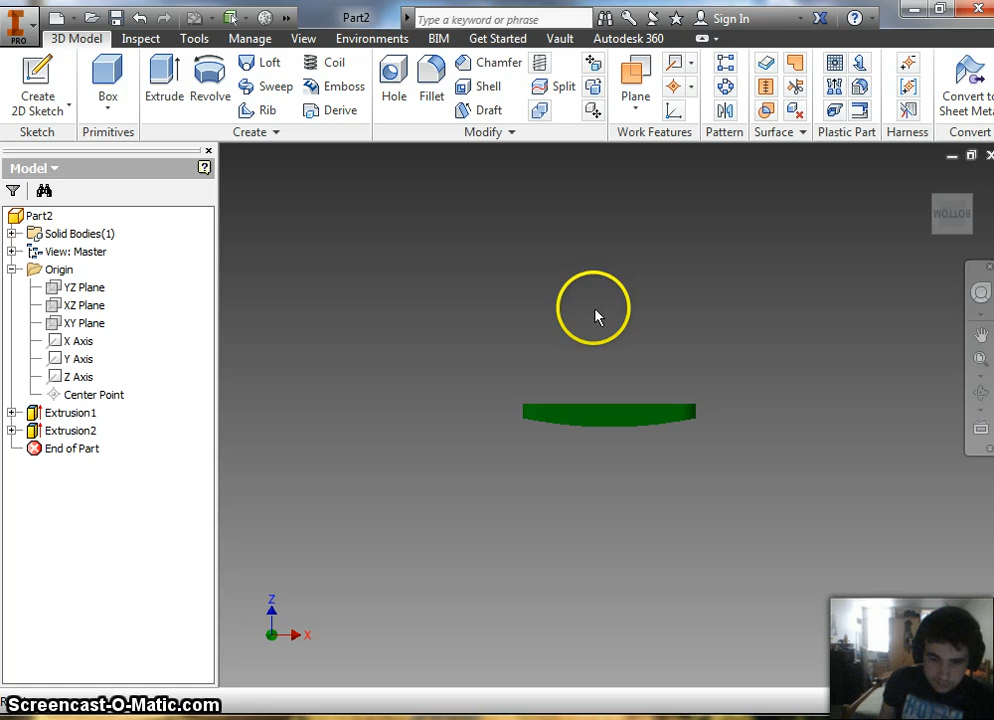 PRO
Part2
Type a keyword or phrase
Sign In
3D Model
Inspect
Tools
Manage
View
Environments
BIM
Get Started
Vault
Autodesk 360
Create
2D Sketch
Box
Extrude
Revolve
Loft
Sweep
Rib
Coil
Emboss
Derive
Hole
Fillet
Chamfer
Shell
Draft
Split
Plane
Convert to
Sheet Meta
Sketch
Primitives
Create
Modify
Work Features
Pattern
Surface
Plastic Part
Harness
Convert
Model
Part2
Solid Bodies(1)
View: Master
Origin
YZ Plane
XZ Plane
XY Plane
X Axis
Y Axis
Z Axis
Center Point
Extrusion1
Extrusion2
End of Part
BOTTOM
Z
X
Screencast-O-Matic.com